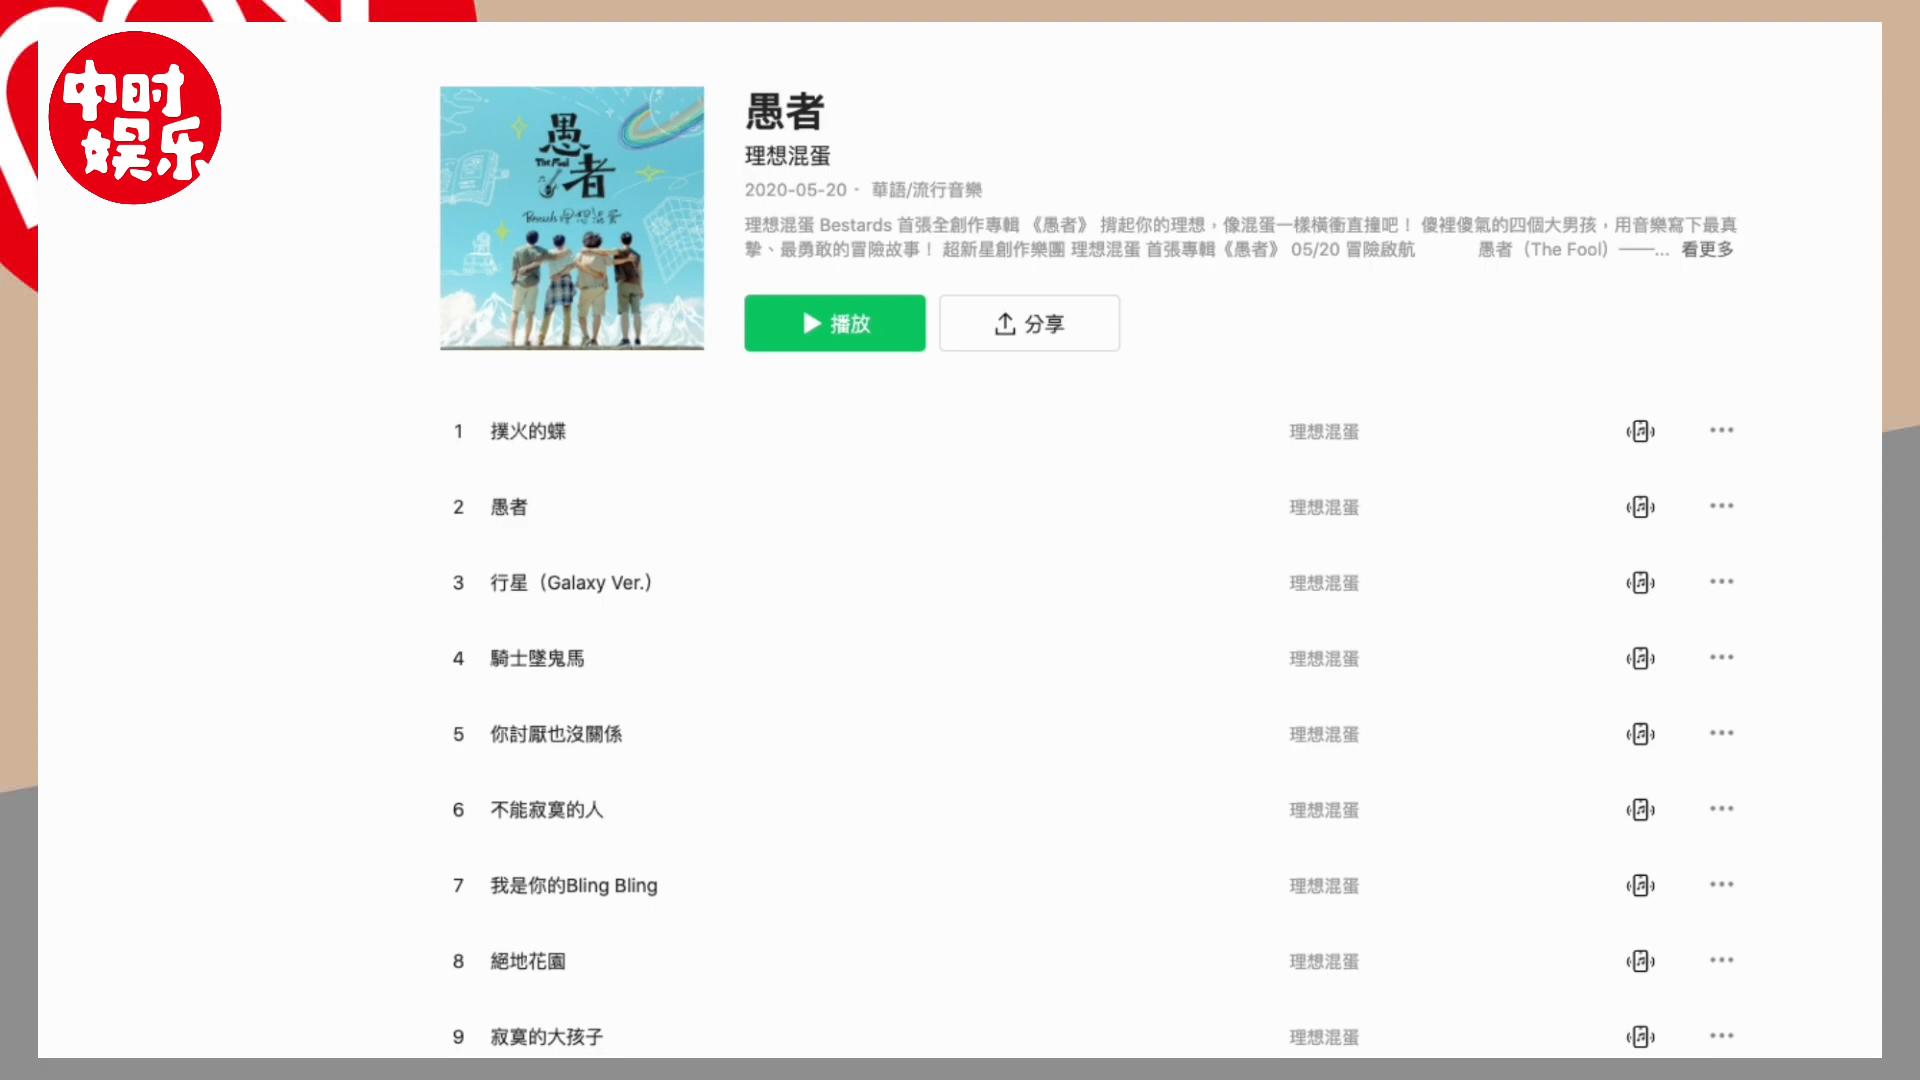 中时
娱乐
愚者
The Fool
Bestards 理想混蛋
愚者
理想混蛋
2020-05-20・ 華語/流行音樂
理想混蛋 Bestards 首張全創作專輯 《愚者》 揹起你的理想，像混蛋一樣橫衝直撞吧！ 傻裡傻氣的四個大男孩，用音樂寫下最真
摯、最勇敢的冒險故事！ 超新星創作樂團 理想混蛋 首張專輯《愚者》 05/20 冒險啟航 愚者（The Fool）——... 看更多
播放 分享
1 撲火的蝶 理想混蛋
2 愚者 理想混蛋
3 行星（Galaxy Ver.） 理想混蛋
4 騎士墜鬼馬 理想混蛋
5 你討厭也沒關係 理想混蛋
6 不能寂寞的人 理想混蛋
7 我是你的Bling Bling 理想混蛋
8 絕地花園 理想混蛋
9 寂寞的大孩子 理想混蛋